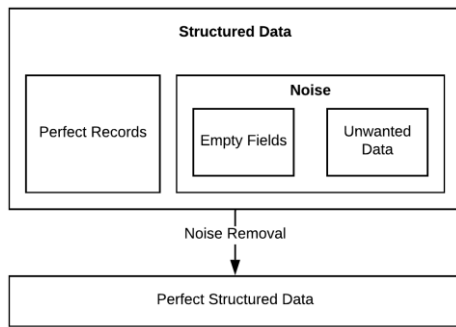 Structured Data
Perfect Records
Noise
Empty Fields
Unwanted
Data
Noise Removal
Perfect Structured Data